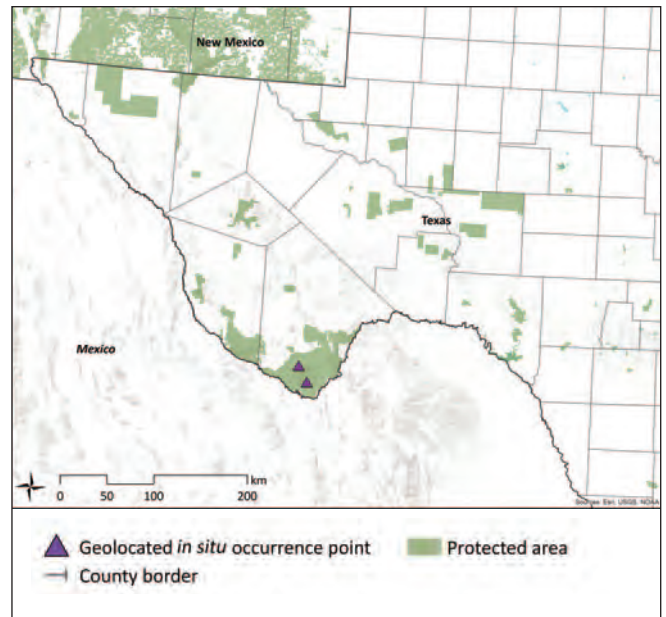 New Mexico
Texas
Mexico
km
0 50 100 200
Sources: Esri, USGS, NOAA
Geolocated in situ occurrence point
Protected area
County border